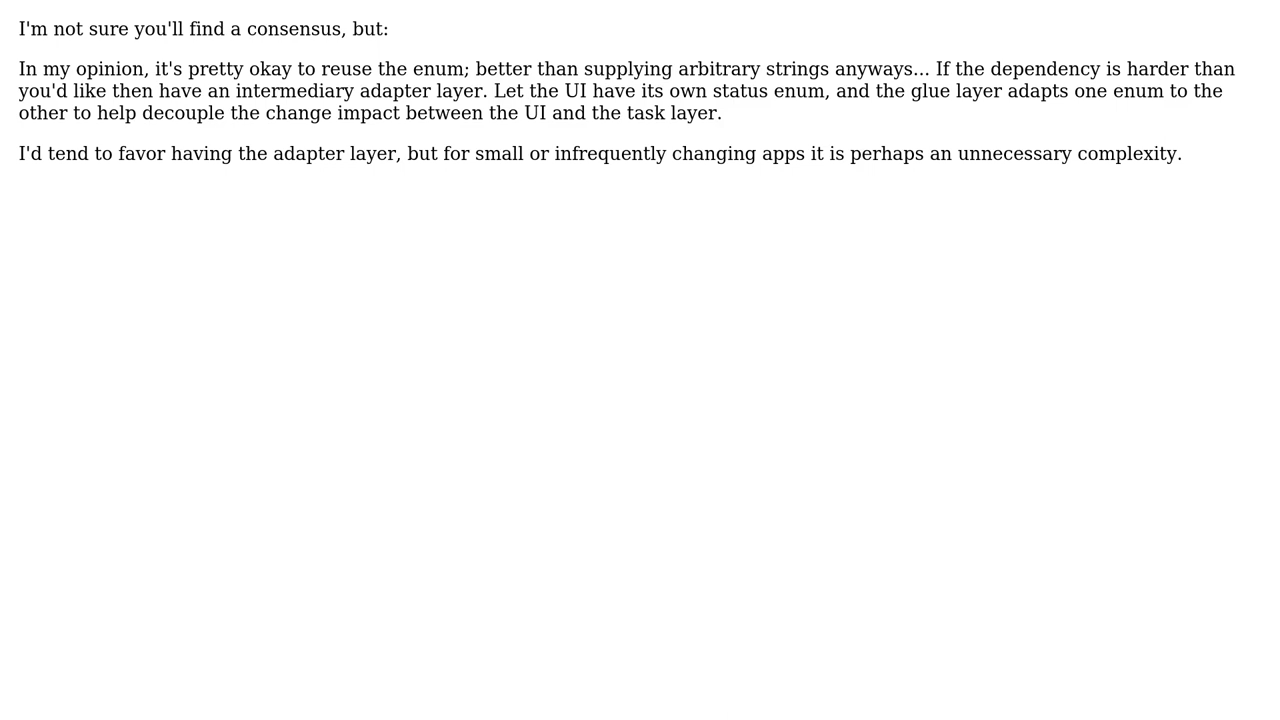 I'm not sure you'll find a consensus, but:
In my opinion, it's pretty okay to reuse the enum; better than supplying arbitrary strings anyways... If the dependency is harder than
you'd like then have an intermediary adapter layer. Let the UI have its own status enum, and the glue layer adapts one enum to the
other to help decouple the change impact between the UI and the task layer.
I'd tend to favor having the adapter layer, but for small or infrequently changing apps it is perhaps an unnecessary complexity.